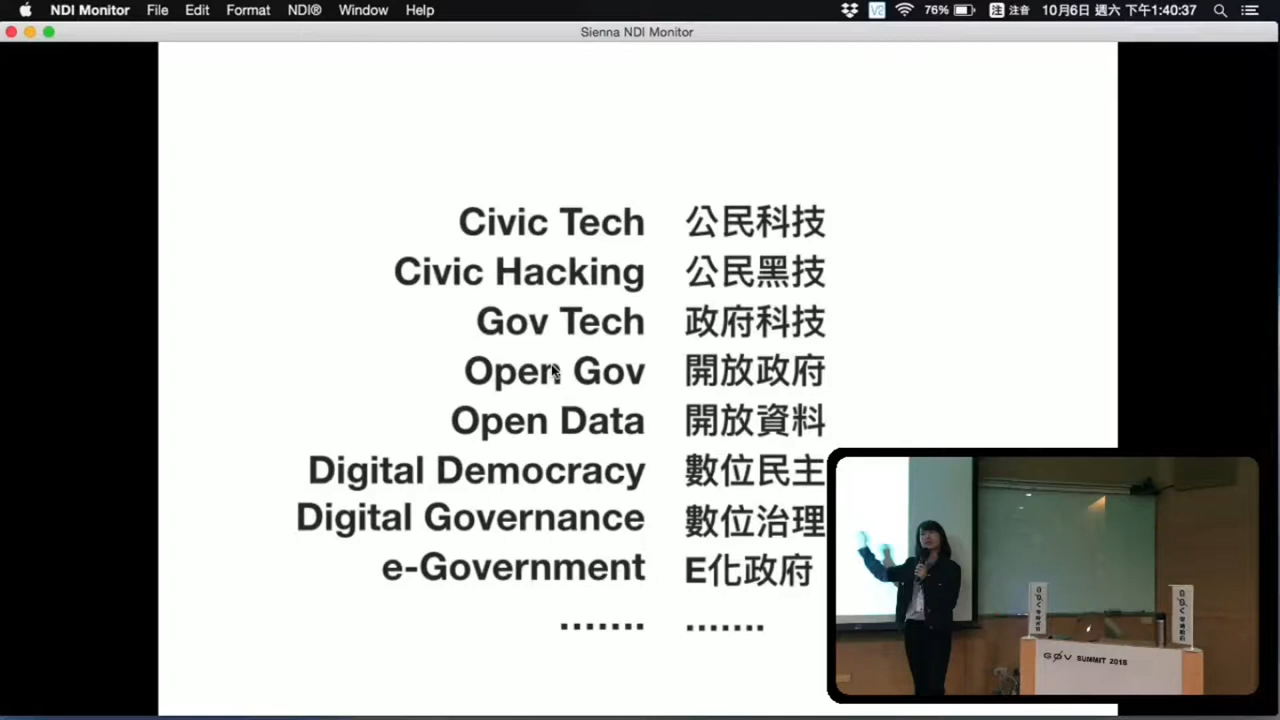 NDI Monitor File Edit Format NDI® Window Help 76% 注 注音 10月6日 週六 下午1:40:37
Sienna NDI Monitor
Civic Tech 公民科技
Civic Hacking 公民黑技
Gov Tech 政府科技
Open Gov 開放政府
Open Data 開放資料
Digital Democracy 數位民主
Digital Governance 數位治理
e-Government E化政府
....... .......
GØV SUMMIT 2018